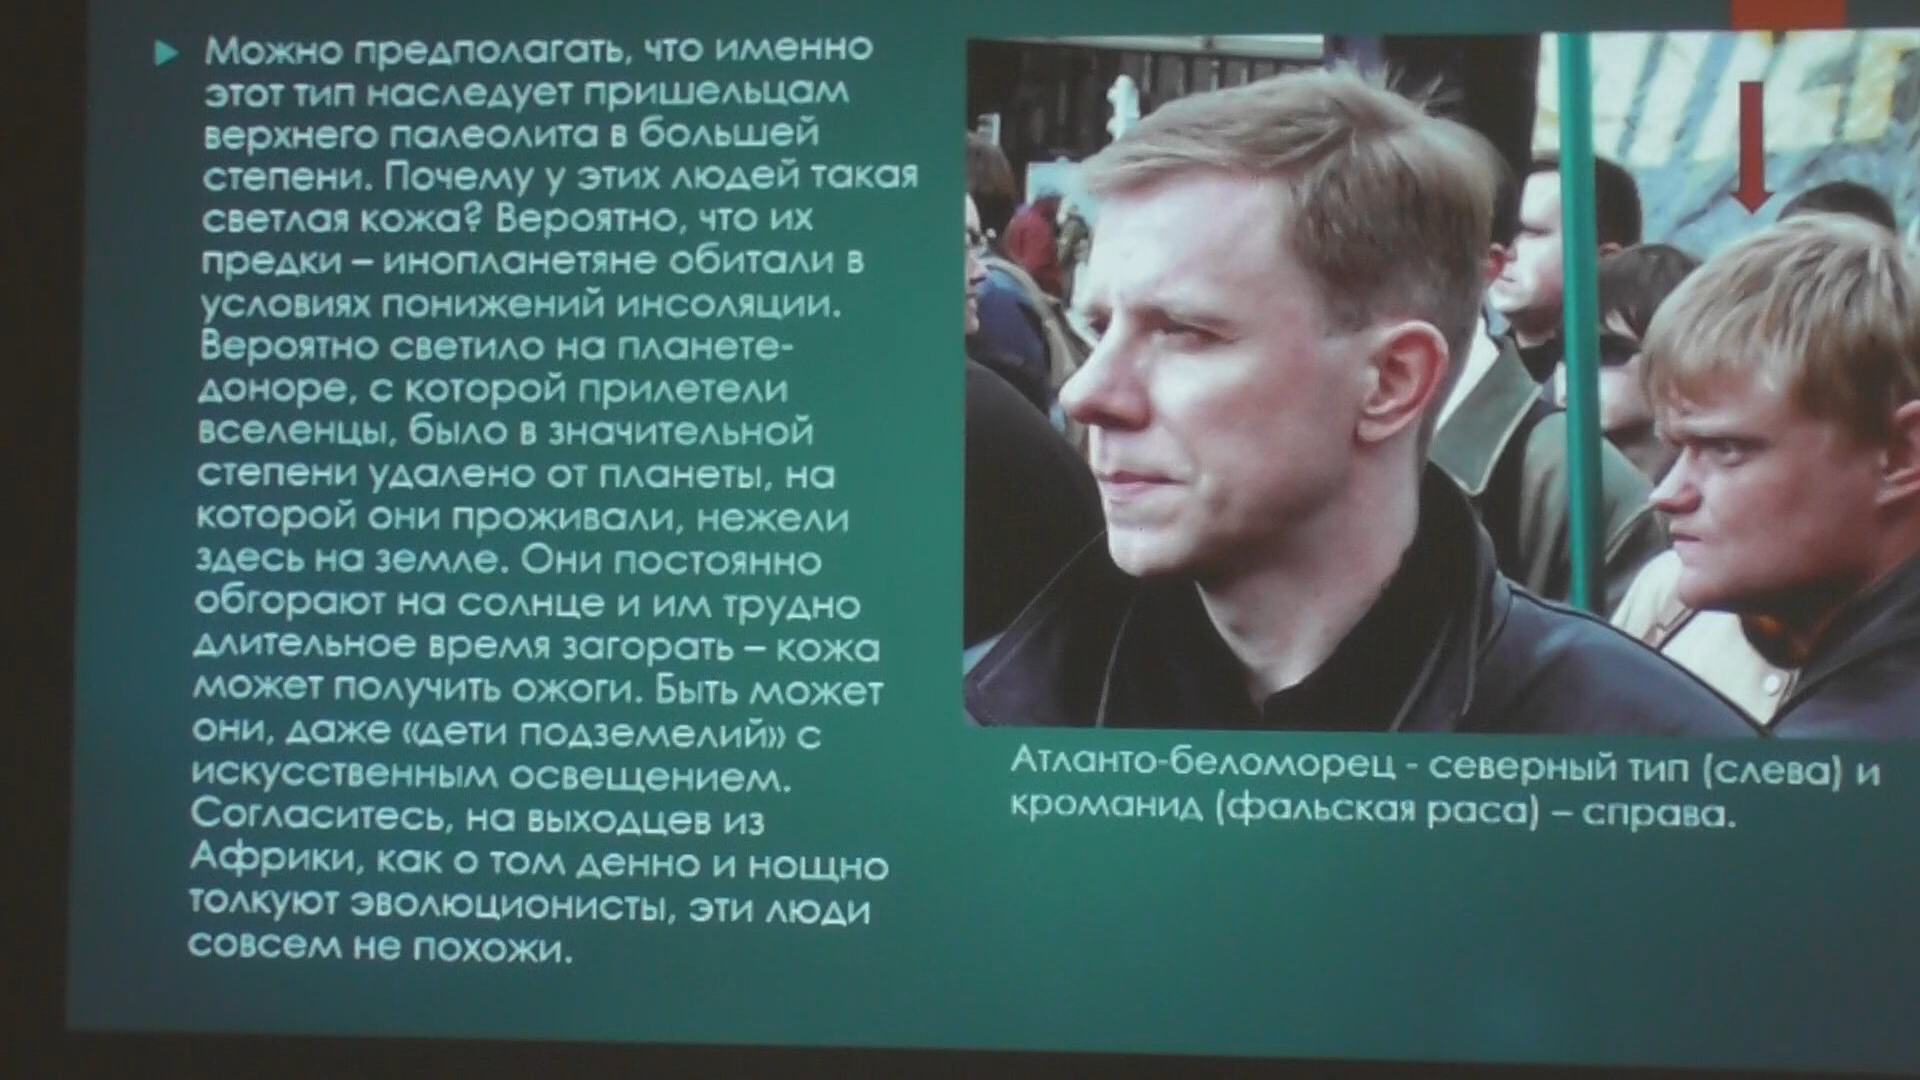 Можно предполагать, что именно
этот тип наследует пришельцам
верхнего палеолита в большей
степени. Почему у этих людей такая
светлая кожа? Вероятно, что их
предки – инопланетяне обитали в
условиях понижений инсоляции.
Вероятно светило на планете-
доноре, с которой прилетели
вселенцы, было в значительной
степени удалено от планеты, на
которой они проживали, нежели
здесь на земле. Они постоянно
обгорают на солнце и им трудно
длительное время загорать – кожа
может получить ожоги. Быть может
они, даже «дети подземелий» с
искусственным освещением.
Согласитесь, на выходцев из
Африки, как о том денно и нощно
толкуют эволюционисты, эти люди
совсем не похожи.
Атланто-беломорец - северный тип (слева) и
кроманид (фальская раса) – справа.